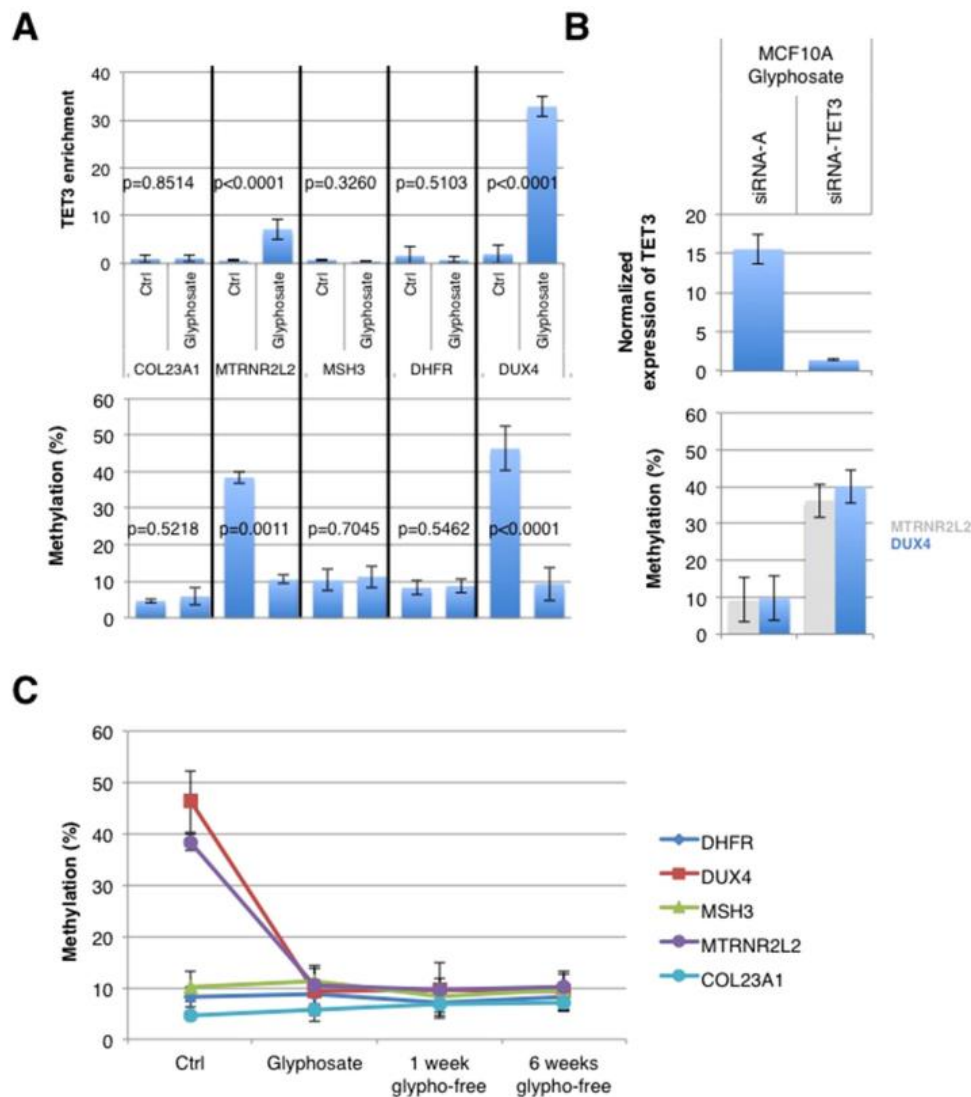 A
TET3 enrichment
40
30
20
10
0
p=0.8514 p<0.0001 p=0.3260 p=0.5103 p<0.0001
Ctrl Glyphosate Ctrl Glyphosate Ctrl Glyphosate Ctrl Glyphosate Ctrl Glyphosate
COL23A1 MTRNR2L2 MSH3 DHFR DUX4
Methylation (%)
60
50
40
30
20
10
0
p=0.5218 p=0.0011 p=0.7045 p=0.5462 p<0.0001
B
MCF10A
Glyphosate
siRNA-A siRNA-TET3
Normalized
expression of TET3
20
15
10
5
0
Methylation (%)
60
50
40
30
20
10
0
MTRNR2L2
DUX4
C
Methylation (%)
60
50
40
30
20
10
0
Ctrl Glyphosate 1 week 6 weeks
glypho-free glypho-free
DHFR
DUX4
MSH3
MTRNR2L2
COL23A1